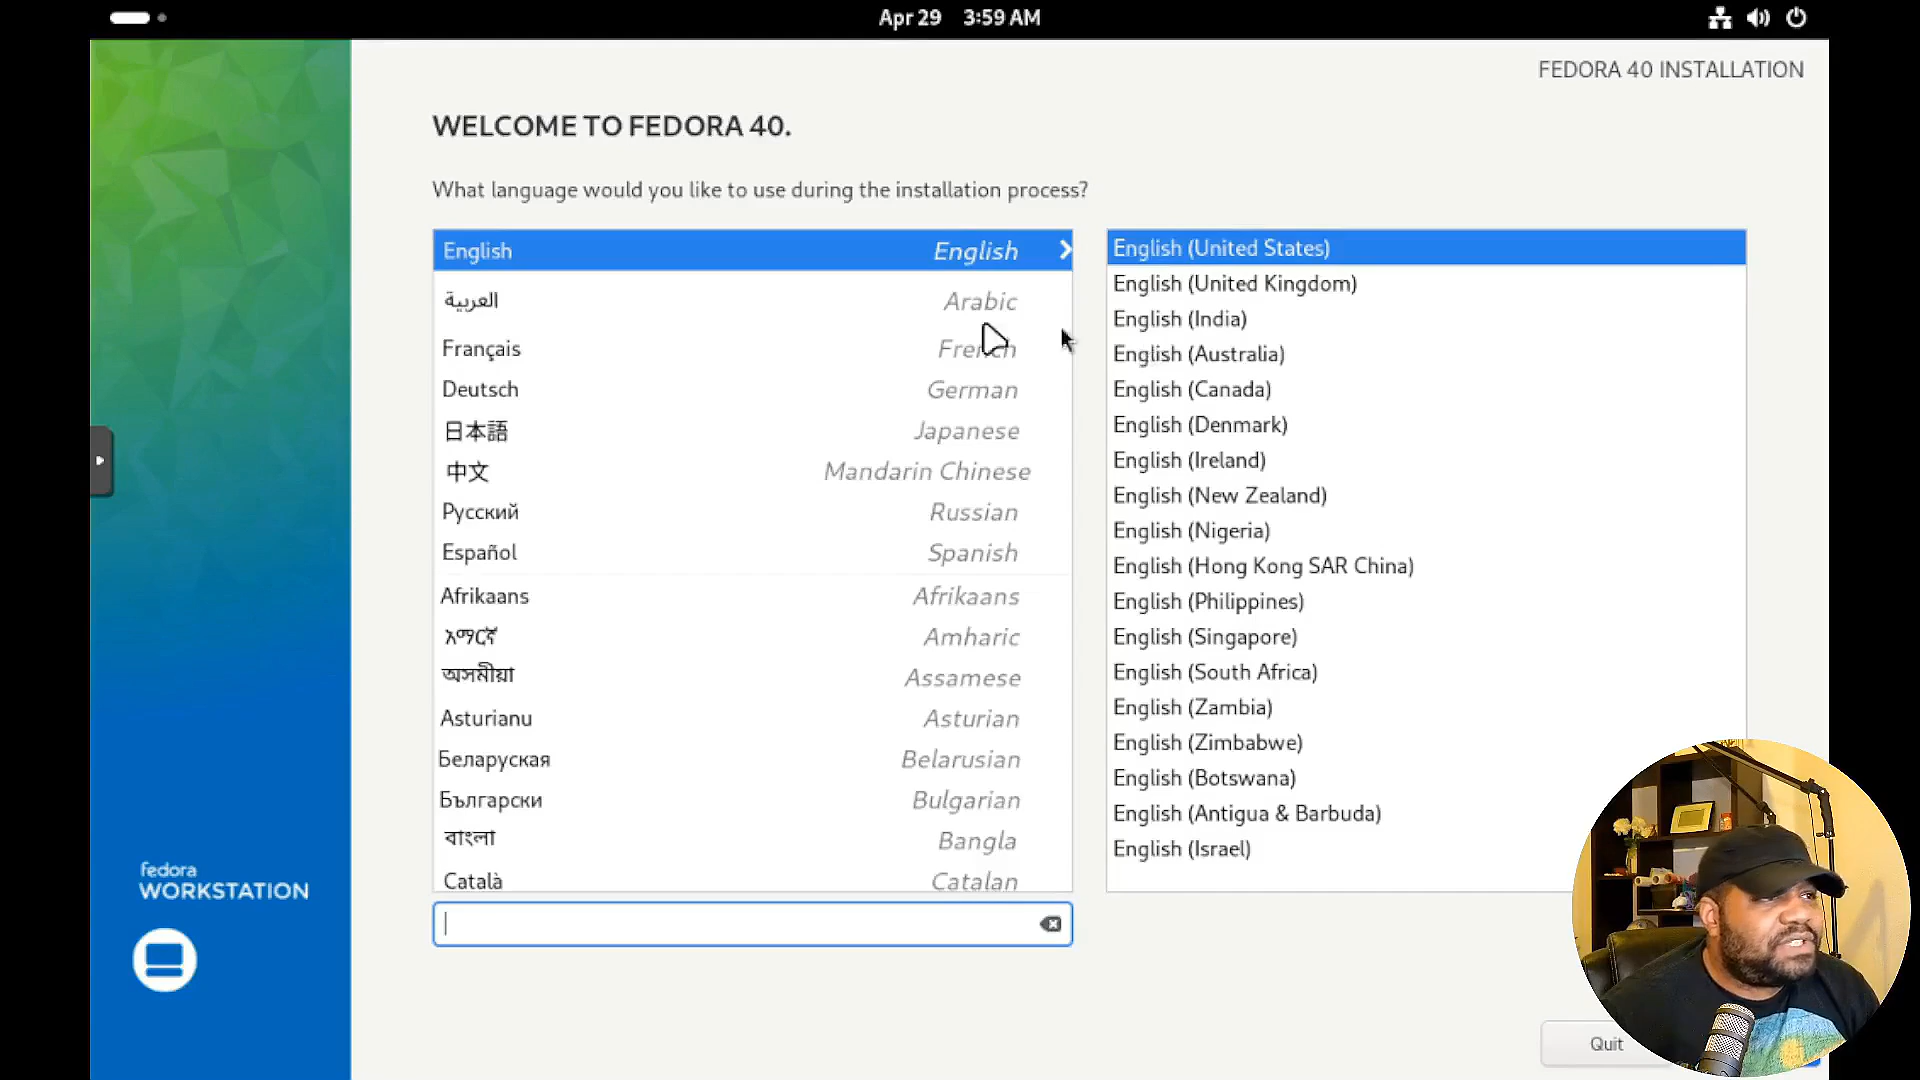 Apr 29 3:59 AM
FEDORA 40 INSTALLATION
WELCOME TO FEDORA 40.
What language would you like to use during the installation process?
English English
العربية Arabic
Français French
Deutsch German
日本語 Japanese
中文 Mandarin Chinese
Русский Russian
Español Spanish
Afrikaans Afrikaans
አማርኛ Amharic
অসমীয়া Assamese
Asturianu Asturian
Беларуская Belarusian
Български Bulgarian
বাংলা Bangla
Català Catalan
English (United States)
English (United Kingdom)
English (India)
English (Australia)
English (Canada)
English (Denmark)
English (Ireland)
English (New Zealand)
English (Nigeria)
English (Hong Kong SAR China)
English (Philippines)
English (Singapore)
English (South Africa)
English (Zambia)
English (Zimbabwe)
English (Botswana)
English (Antigua & Barbuda)
English (Israel)
fedora
WORKSTATION
Quit